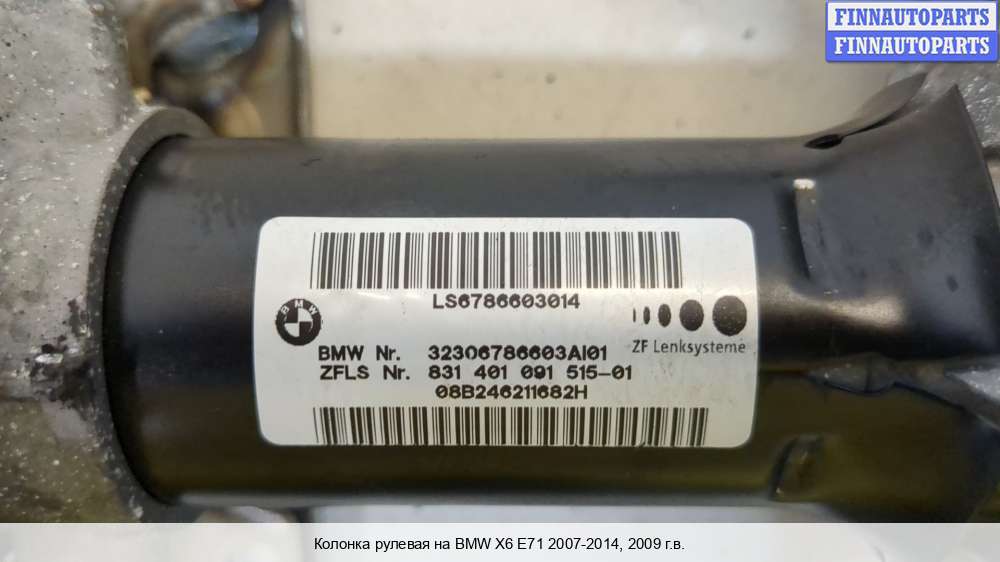 FINNAUTOPARTS
FINNAUTOPARTS
LS6786603014
BMW
BMW Nr. 32306786603AI01
ZF Lenksysteme
ZFLS Nr. 831 401 091 515-01
08B246211682H
Колонка рулевая на BMW X6 E71 2007-2014, 2009 г.в.